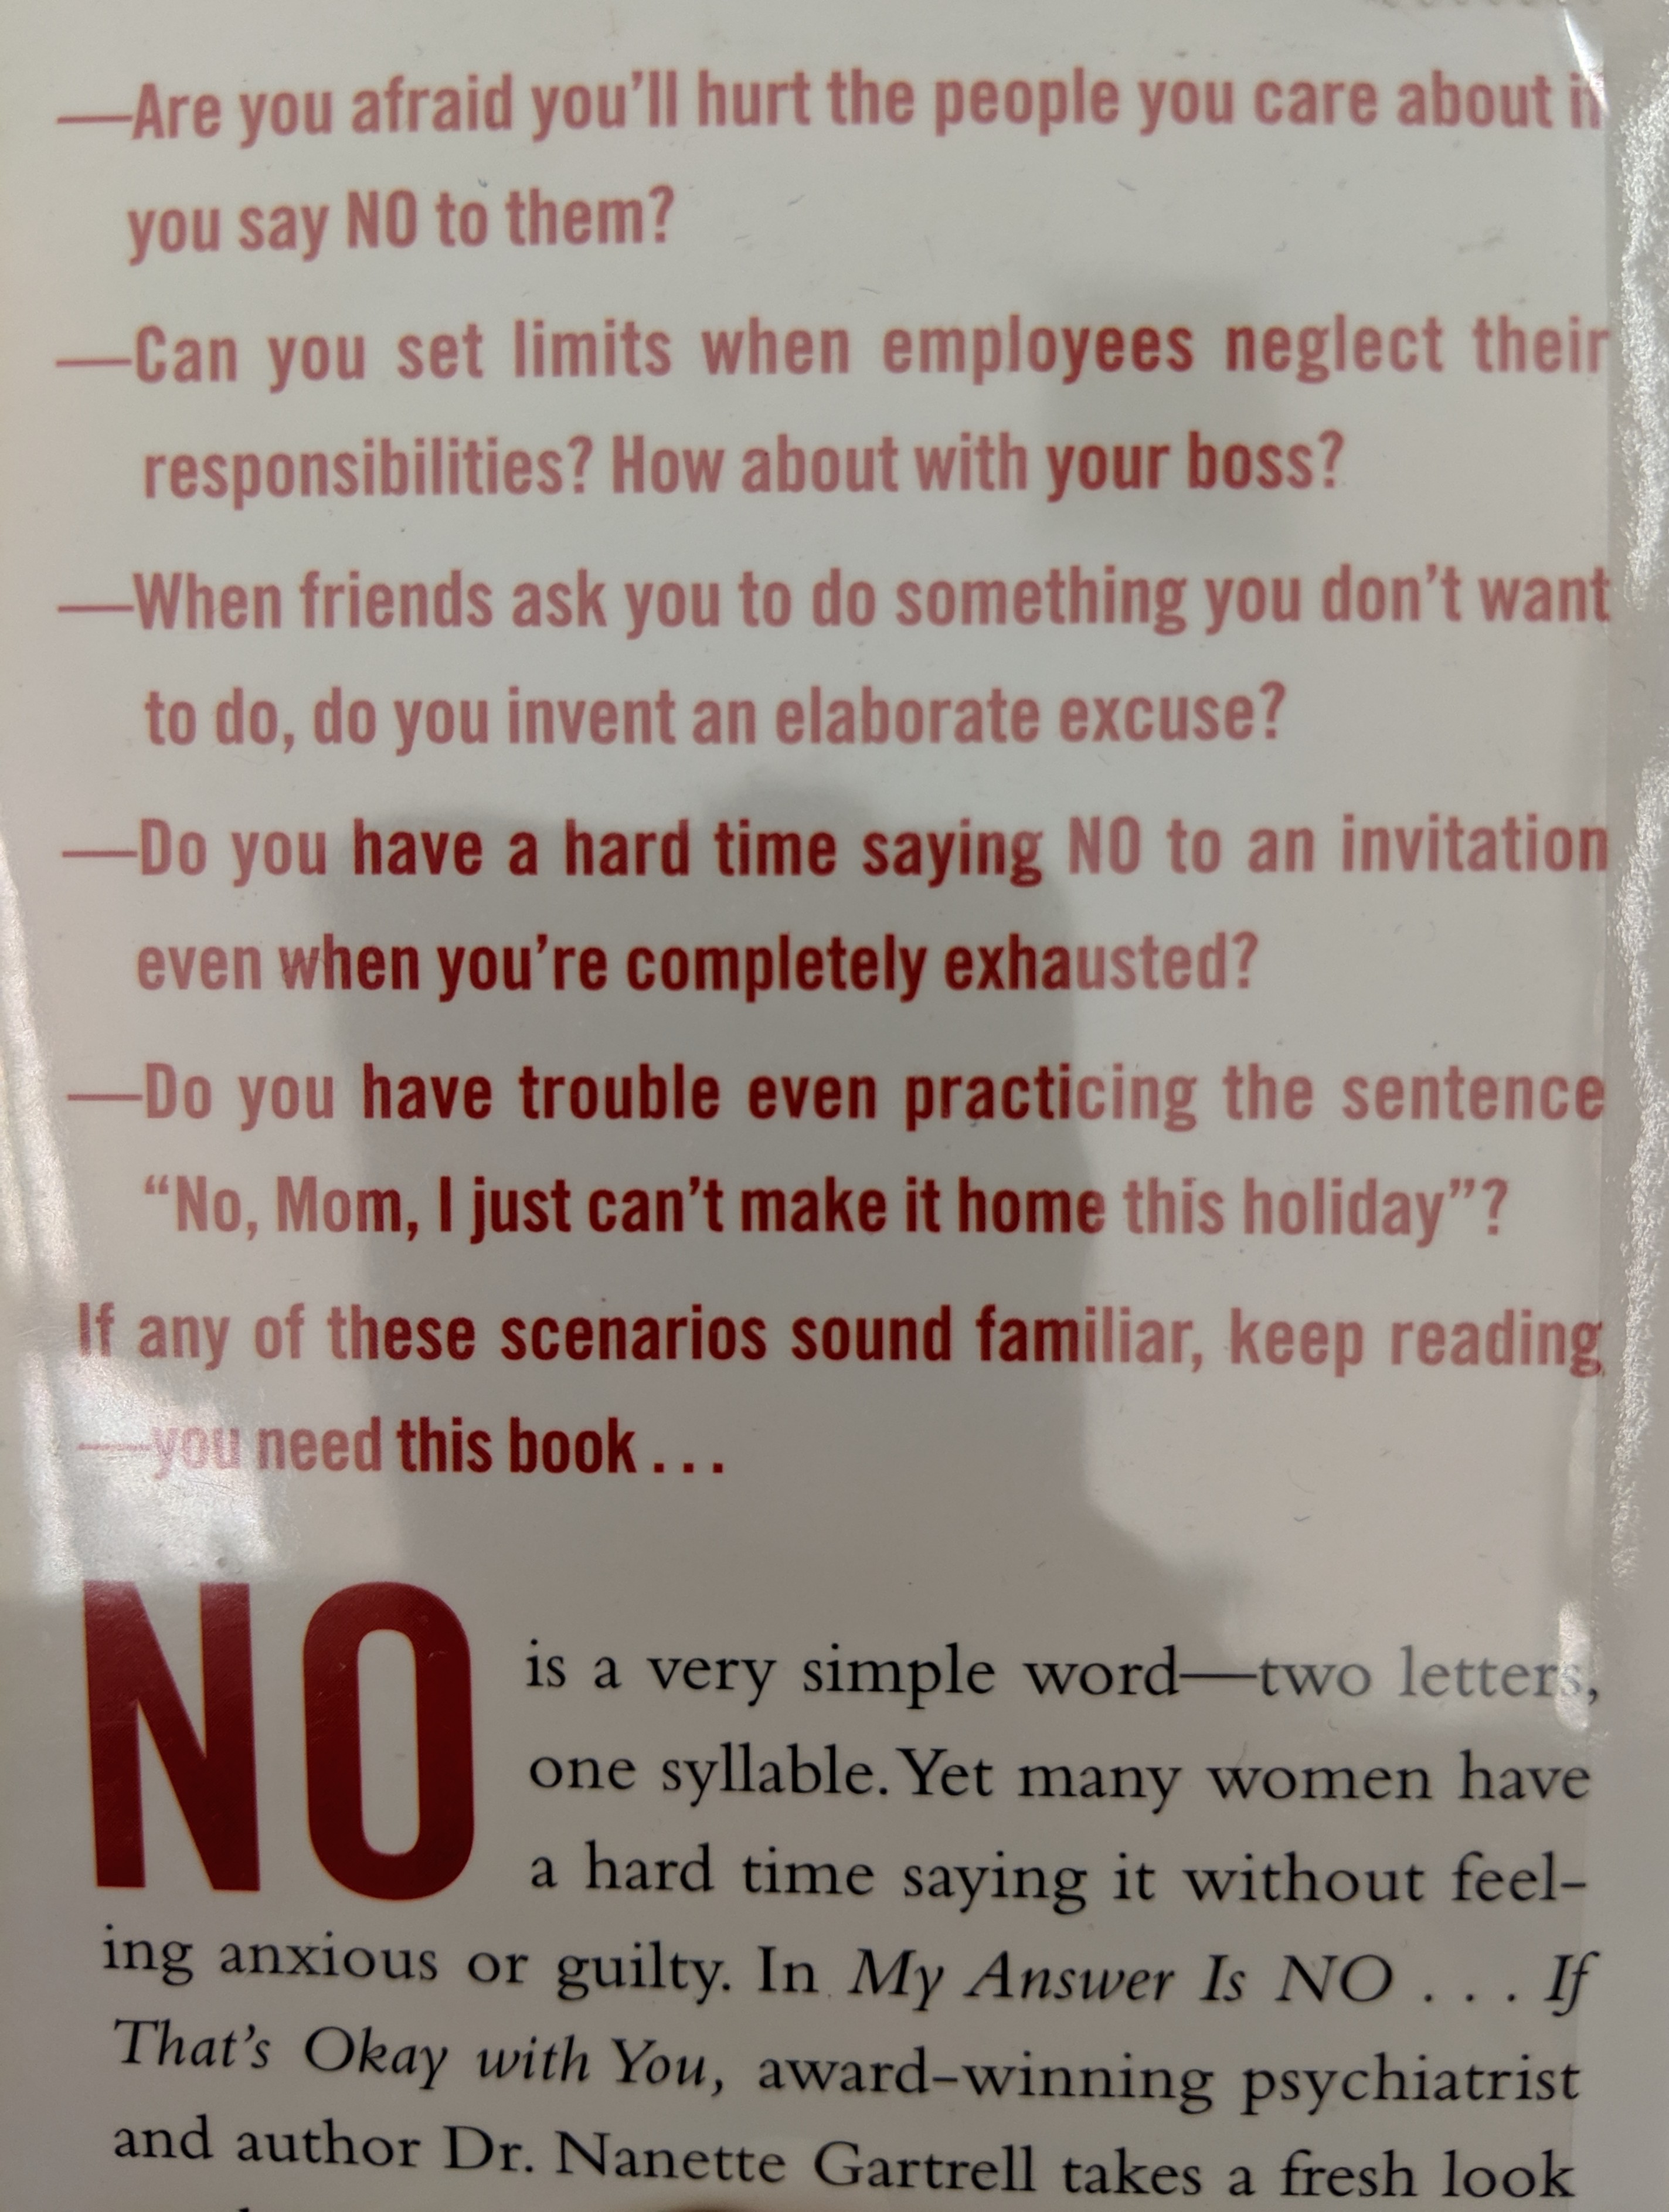 —Are you afraid you'll hurt the people you care about if
you say NO to them?
—Can you set limits when employees neglect their
responsibilities? How about with your boss?
—When friends ask you to do something you don't want
to do, do you invent an elaborate excuse?
—Do you have a hard time saying NO to an invitation
even when you're completely exhausted?
—Do you have trouble even practicing the sentence
“No, Mom, I just can't make it home this holiday”?
If any of these scenarios sound familiar, keep reading
—you need this book . . .
NO is a very simple word—two letters,
one syllable. Yet many women have
a hard time saying it without feel-
ing anxious or guilty. In My Answer Is NO . . . If
That's Okay with You, award-winning psychiatrist
and author Dr. Nanette Gartrell takes a fresh look